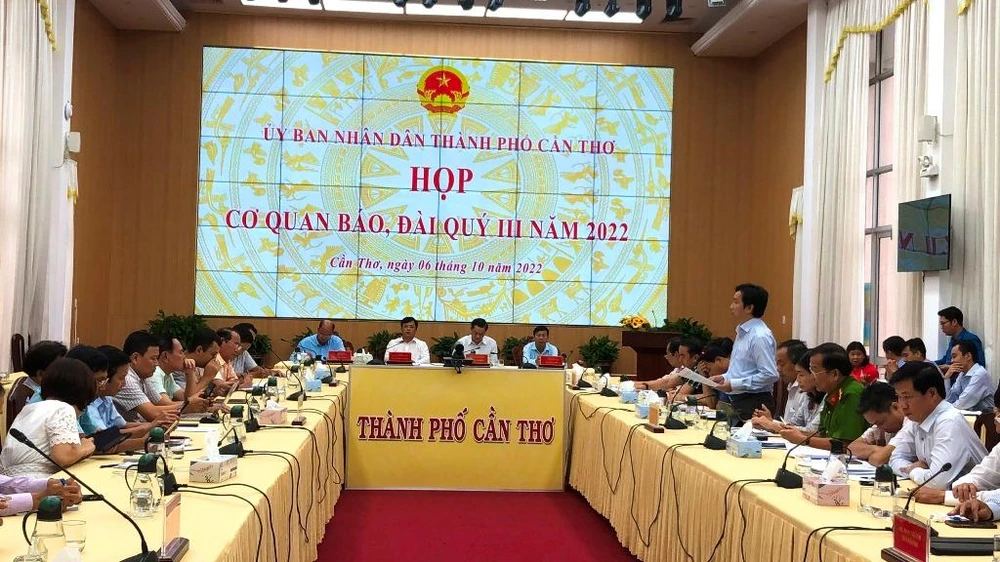 ỦY BAN NHÂN DÂN THÀNH PHỐ CẦN THƠ
HỌP
CƠ QUAN BÁO, ĐÀI QUÝ III NĂM 2022
Cần Thơ, ngày 06 tháng 10 năm 2022
THÀNH PHỐ CẦN THƠ